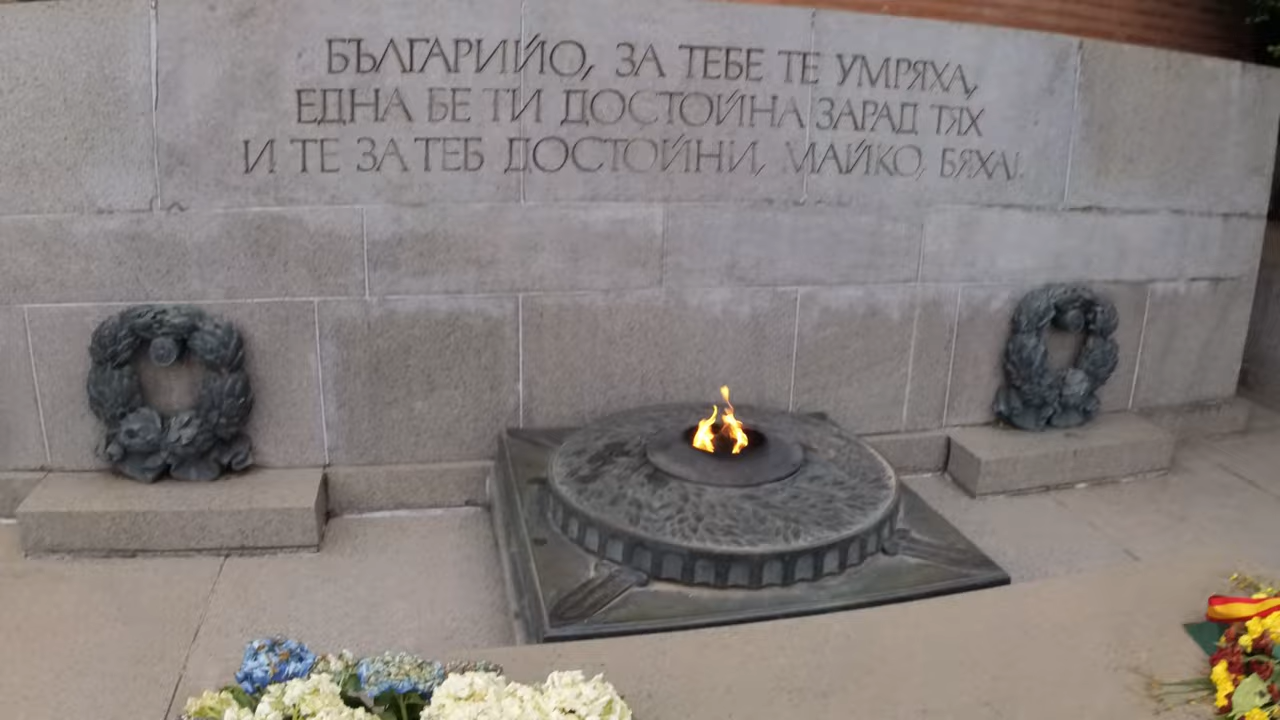 БЪЛГАРИЙО, ЗА ТЕБЕ ТЕ УМРЯХА,
ЕДНА БЕ ТИ ДОСТОЙНА ЗАРАД ТЯХ
И ТЕ ЗА ТЕБ ДОСТОЙНИ, МАЙКО, БЯХА!